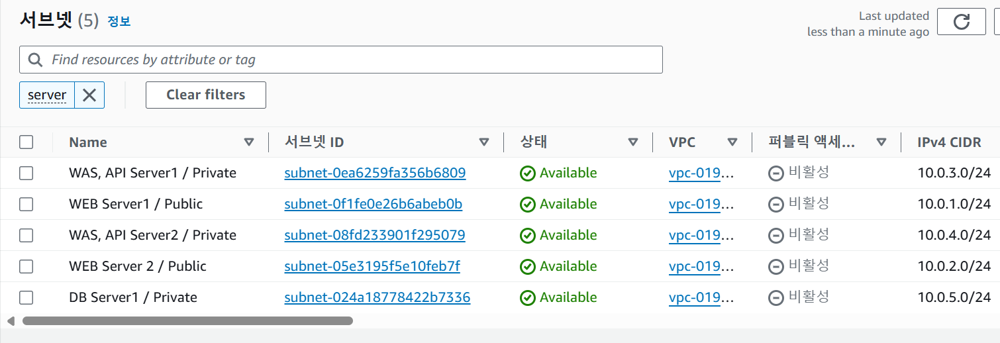 서브넷 (5) 정보
Last updated
less than a minute ago
Find resources by attribute or tag
server
Clear filters
Name 서브넷 ID 상태 VPC 퍼블릭 액세... IPv4 CIDR
WAS, API Server1 / Private subnet-0ea6259fa356b6809 Available vpc-019... 비활성 10.0.3.0/24
WEB Server1 / Public subnet-0f1fe0e26b6abeb0b Available vpc-019... 비활성 10.0.1.0/24
WAS, API Server2 / Private subnet-08fd233901f295079 Available vpc-019... 비활성 10.0.4.0/24
WEB Server 2 / Public subnet-05e3195f5e10feb7f Available vpc-019... 비활성 10.0.2.0/24
DB Server1 / Private subnet-024a18778422b7336 Available vpc-019... 비활성 10.0.5.0/24